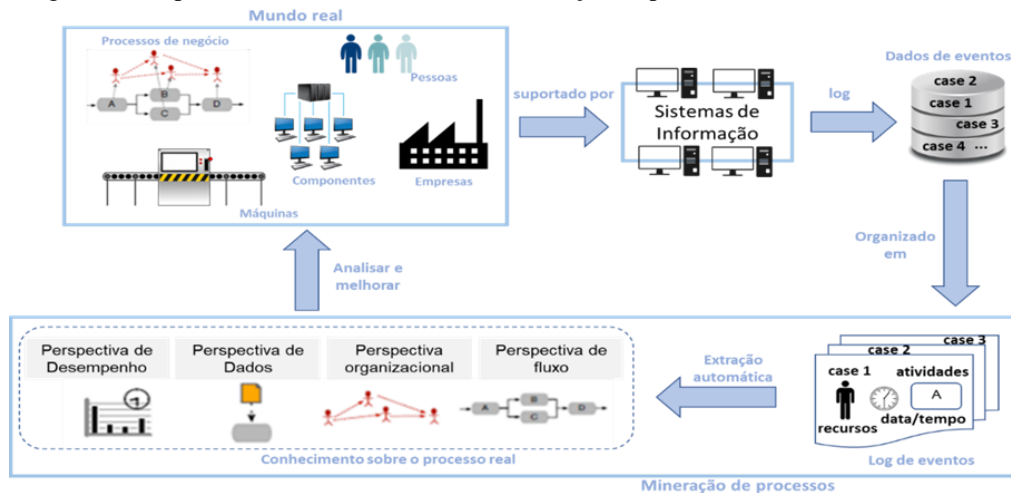 Mundo real
Processos de negócio
A
B
C
D
Pessoas
Componentes
Empresas
Máquinas
suportado por
Sistemas de
Informação
log
Dados de eventos
case 2
case 1
case 3
case 4 ...
Organizado
em
Analisar e
melhorar
Perspectiva de
Desempenho
Perspectiva de
Dados
Perspectiva
organizacional
Perspectiva de
fluxo
A
B
C
D
Conhecimento sobre o processo real
Extração
automática
case 3
case 2
case 1
atividades
A
recursos
data/tempo
Log de eventos
Mineração de processos